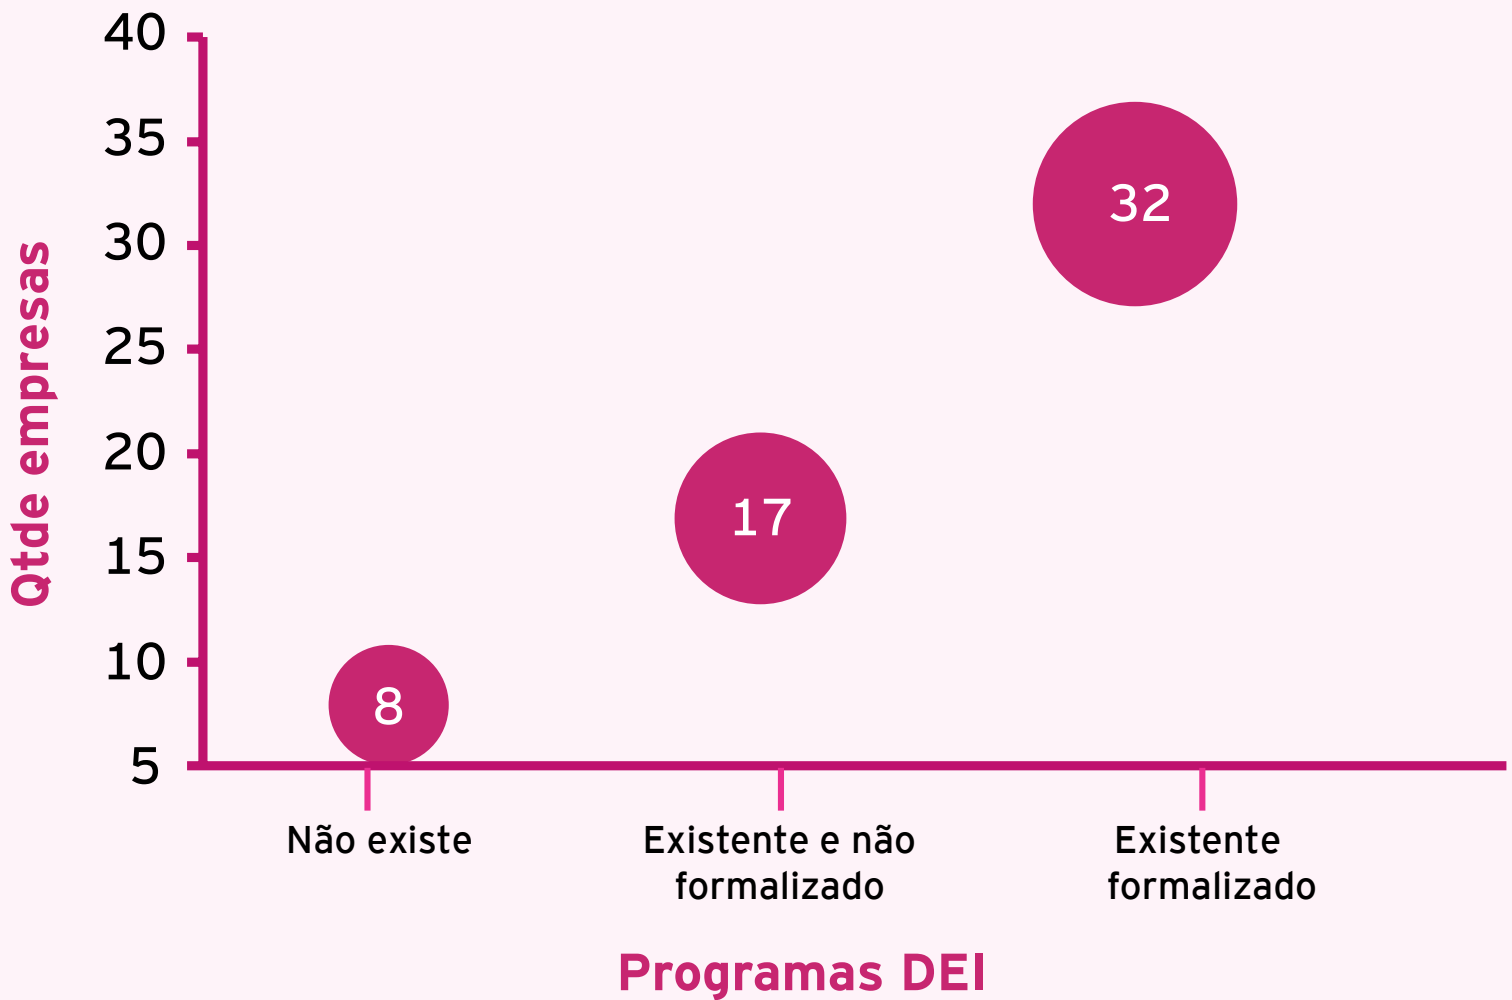 40
35
30
25
20
15
10
5
Qtde empresas
32
17
8
Não existe
Existente e não
formalizado
Existente
formalizado
Programas DEI